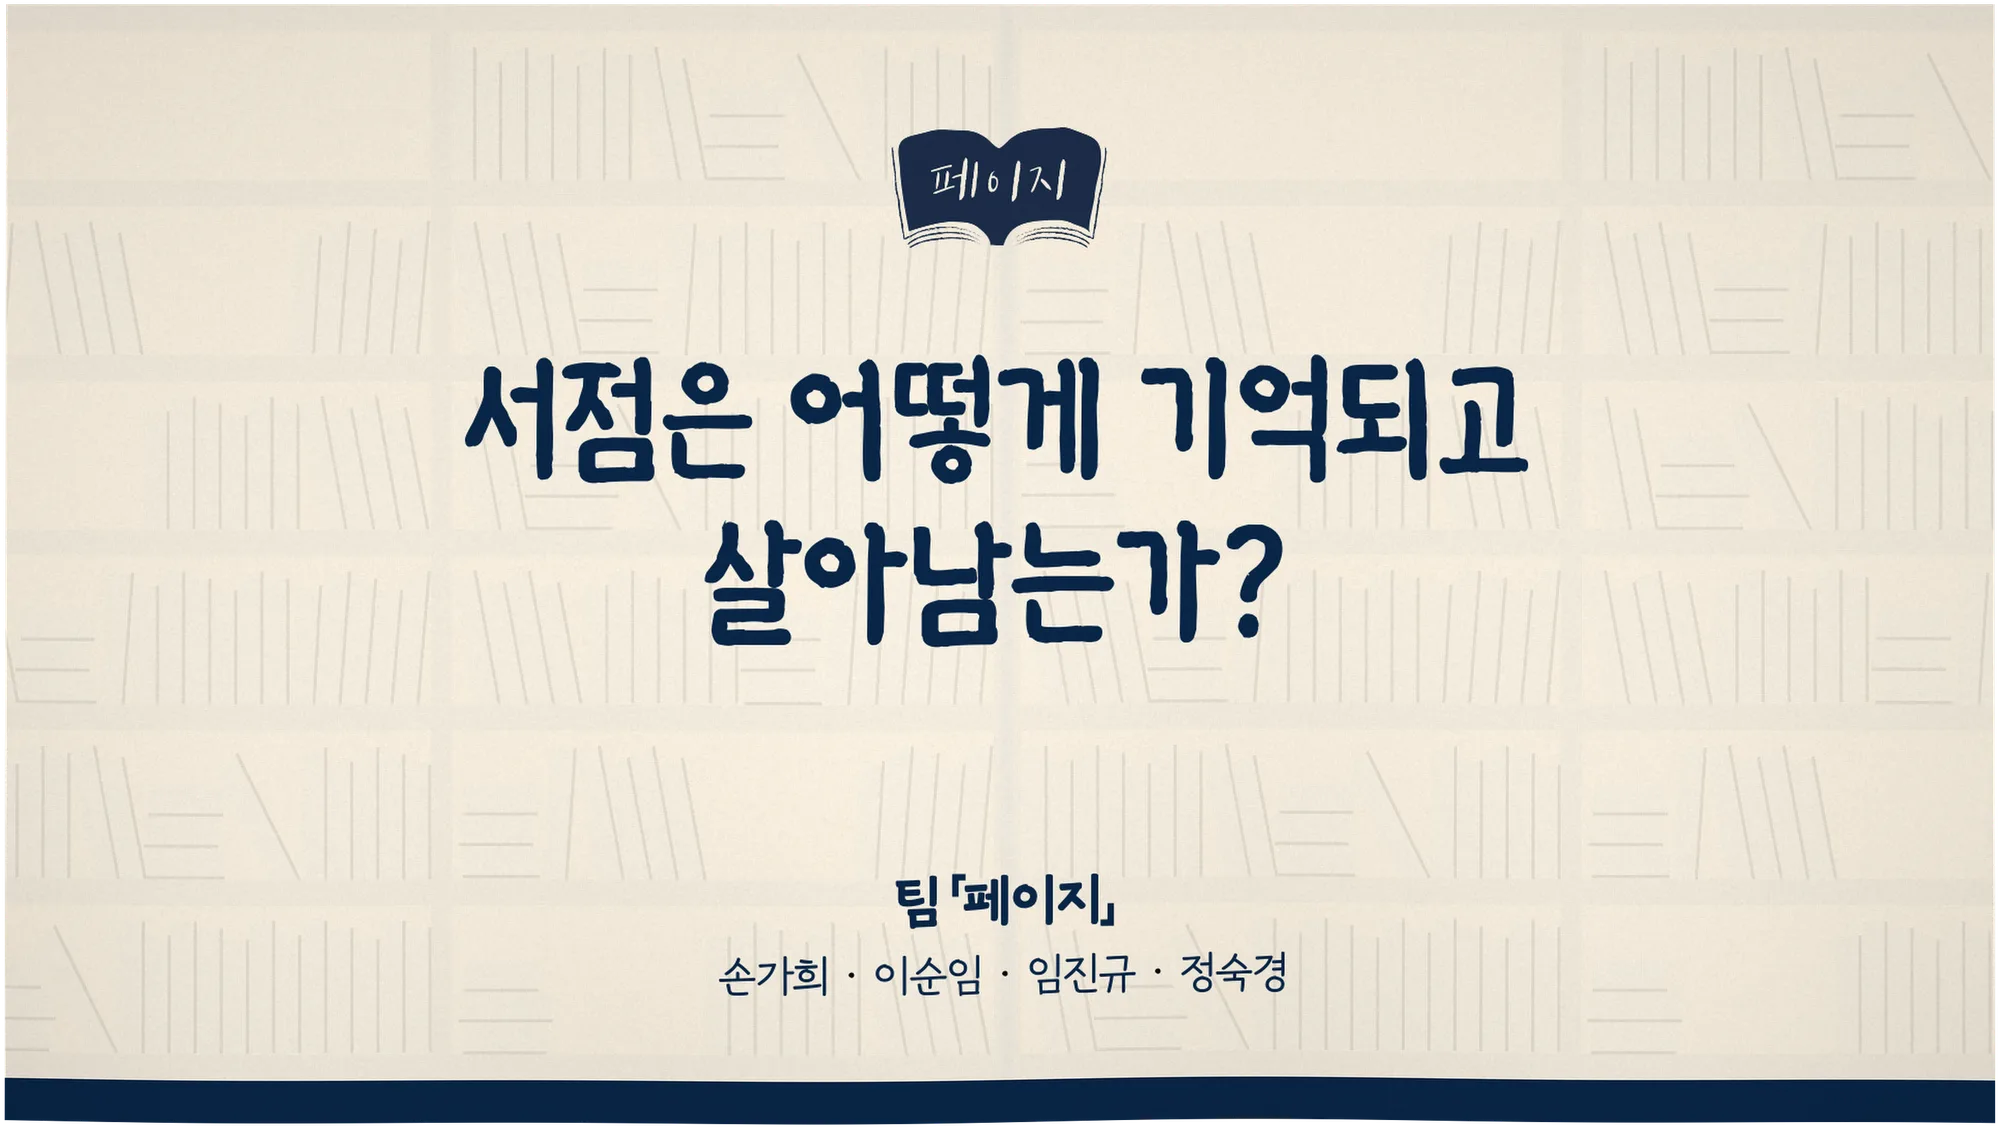 페이지
서점은 어떻게 기억되고
살아남는가?
팀 「페이지」
손가희 · 이순임 · 임진규 · 정숙경